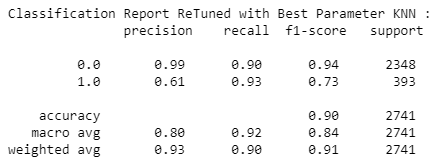 Classification Report ReTuned with Best Parameter KNN :
precision recall f1-score support
0.0 0.99 0.90 0.94 2348
1.0 0.61 0.93 0.73 393
accuracy 0.90 2741
macro avg 0.80 0.92 0.84 2741
weighted avg 0.93 0.90 0.91 2741